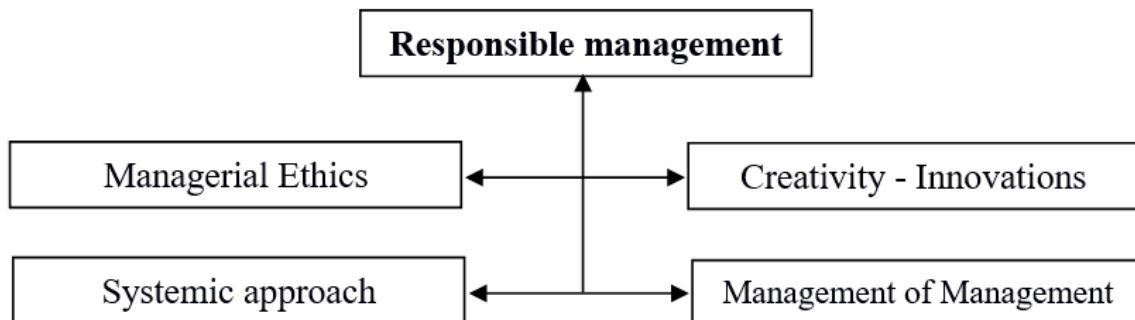 Responsible management
Managerial Ethics
Creativity - Innovations
Systemic approach
Management of Management